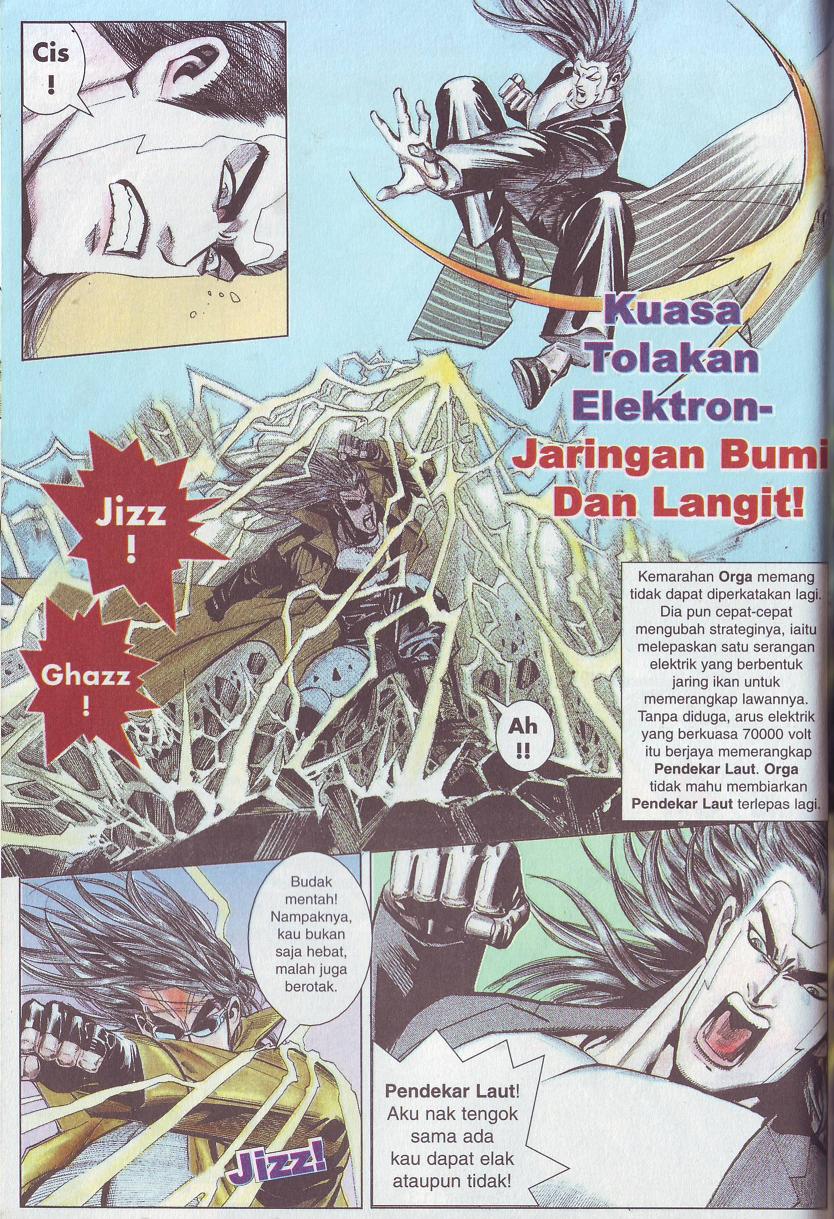 Cis
!
Kuasa
Tolakan
Elektron-
Jaringan Bumi
Dan Langit!
Jizz
!
Ghazz
!
Ah
!!
Kemarahan Orga memang
tidak dapat diperkatakan lagi.
Dia pun cepat-cepat
mengubah strateginya, iaitu
melepaskan satu serangan
elektrik yang berbentuk
jaring ikan untuk
memerangkap lawannya.
Tanpa diduga, arus elektrik
yang berkuasa 70000 volt
itu berjaya memerangkap
Pendekar Laut. Orga
tidak mahu membiarkan
Pendekar Laut terlepas lagi.
Budak
mentah!
Nampaknya,
kau bukan
saja hebat,
malah juga
berotak.
Jizz!
Pendekar Laut!
Aku nak tengok
sama ada
kau dapat elak
ataupun tidak!